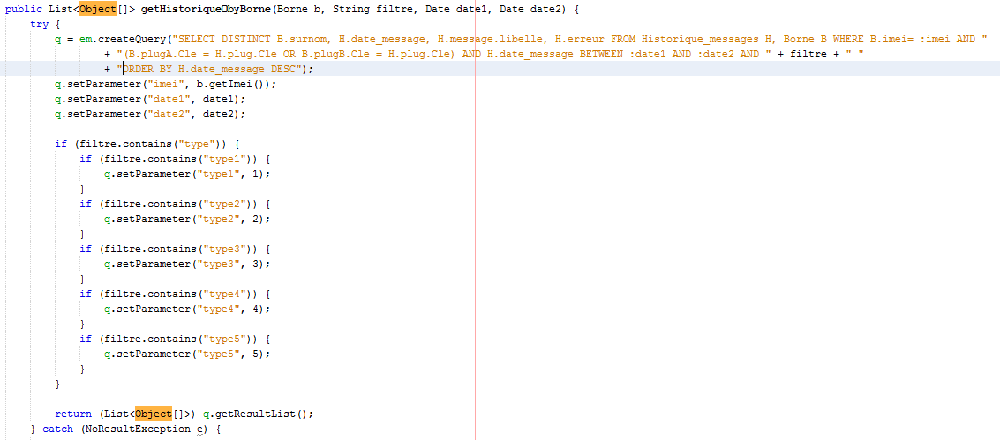 public List<Object[]> getHistoriqueObyBorne(Borne b, String filtre, Date date1, Date date2) {
try {
q = em.createQuery("SELECT DISTINCT B.surnom, H.date_message, H.message.libelle, H.erreur FROM Historique_messages H, Borne B WHERE B.imei= :imei AND "
+ "(B.plugA.Cle = H.plug.Cle OR B.plugB.Cle = H.plug.Cle) AND H.date_message BETWEEN :date1 AND :date2 AND " + filtre + " "
+ "ORDER BY H.date_message DESC");
q.setParameter("imei", b.getImei());
q.setParameter("date1", date1);
q.setParameter("date2", date2);
if (filtre.contains("type")) {
if (filtre.contains("type1")) {
q.setParameter("type1", 1);
}
if (filtre.contains("type2")) {
q.setParameter("type2", 2);
}
if (filtre.contains("type3")) {
q.setParameter("type3", 3);
}
if (filtre.contains("type4")) {
q.setParameter("type4", 4);
}
if (filtre.contains("type5")) {
q.setParameter("type5", 5);
}
}
return (List<Object[]>) q.getResultList();
} catch (NoResultException e) {